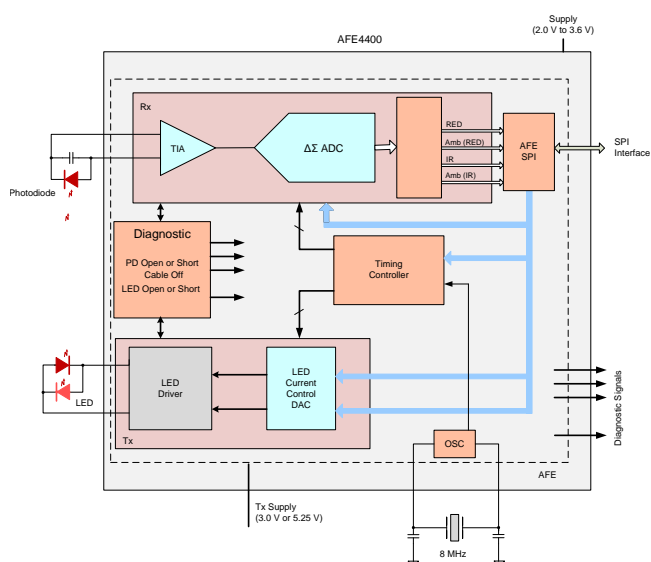 Supply
(2.0 V to 3.6 V)
AFE4400
Rx
TIA
ΔΣ ADC
RED
Amb (RED)
IR
Amb (IR)
AFE
SPI
SPI
Interface
Photodiode
Diagnostic
PD Open or Short
Cable Off
LED Open or Short
Timing
Controller
LED
Driver
LED
Current
Control
DAC
LED
Tx
OSC
Diagnostic Signals
AFE
Tx Supply
(3.0 V or 5.25 V)
8 MHz